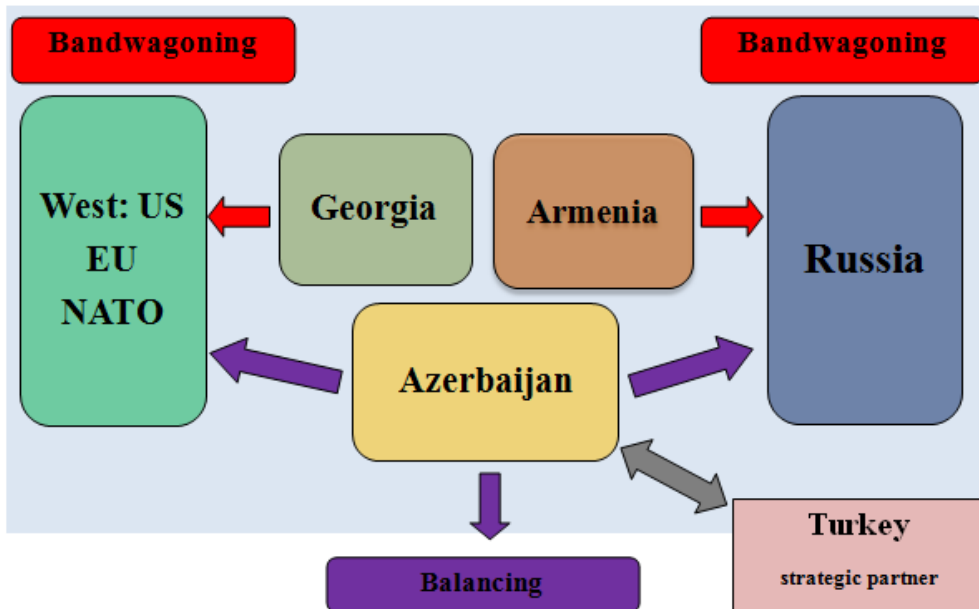 Bandwagoning
Bandwagoning
West: US
EU
NATO
Georgia
Armenia
Russia
Azerbaijan
Turkey
strategic partner
Balancing